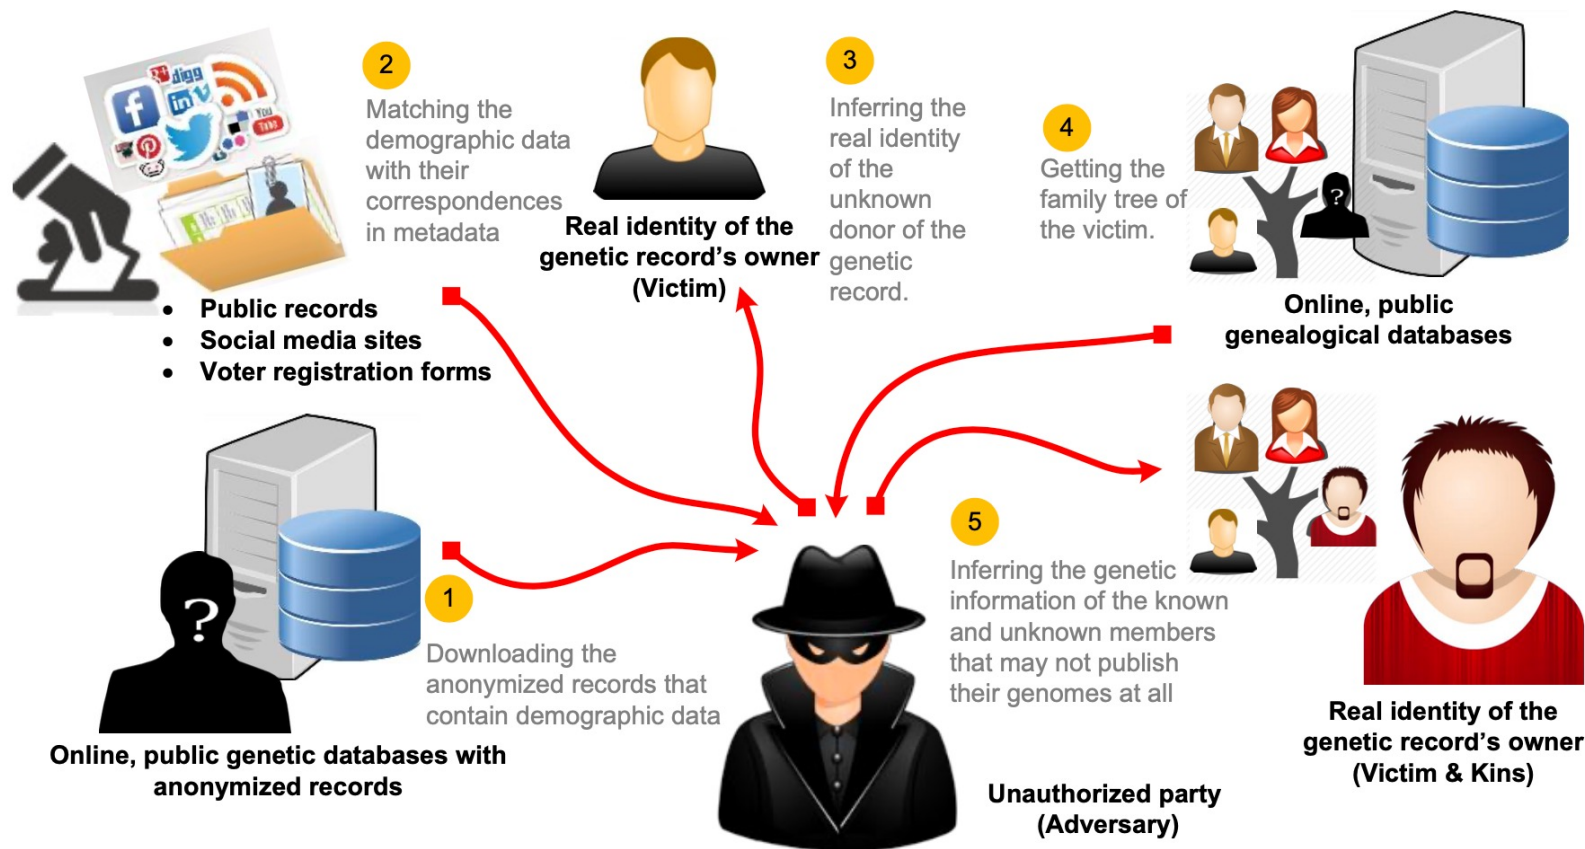 2
Matching the
demographic data
with their
correspondences
in metadata
digg
in
You
Tube
• Public records
• Social media sites
• Voter registration forms
Real identity of the
genetic record's owner
(Victim)
3
Inferring the
real identity
of the
unknown
donor of the
genetic
record.
4
Getting the
family tree of
the victim.
?
Online, public
genealogical databases
?
1
Downloading the
anonymized records that
contain demographic data
Online, public genetic databases with
anonymized records
5
Inferring the genetic
information of the known
and unknown members
that may not publish
their genomes at all
Unauthorized party
(Adversary)
Real identity of the
genetic record's owner
(Victim & Kins)